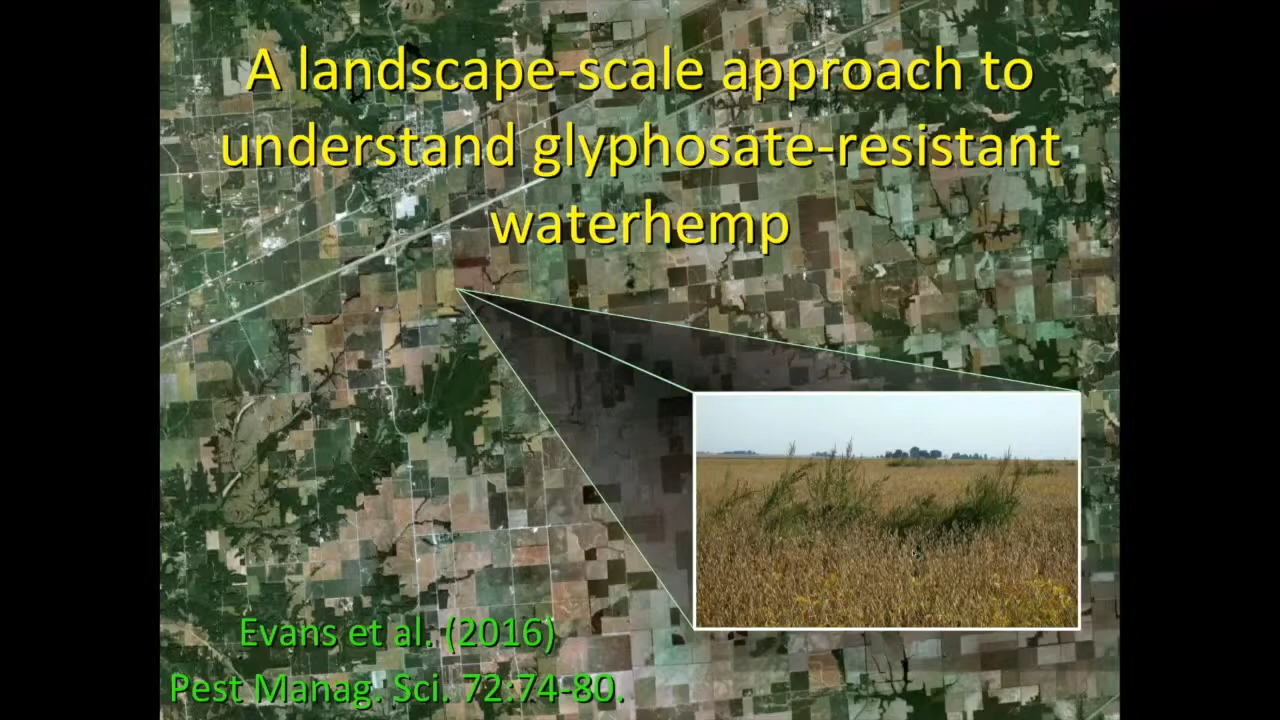 A landscape-scale approach to
understand glyphosate-resistant
waterhemp
Evans et al. (2016)
Pest Manag. Sci. 72:74-80.